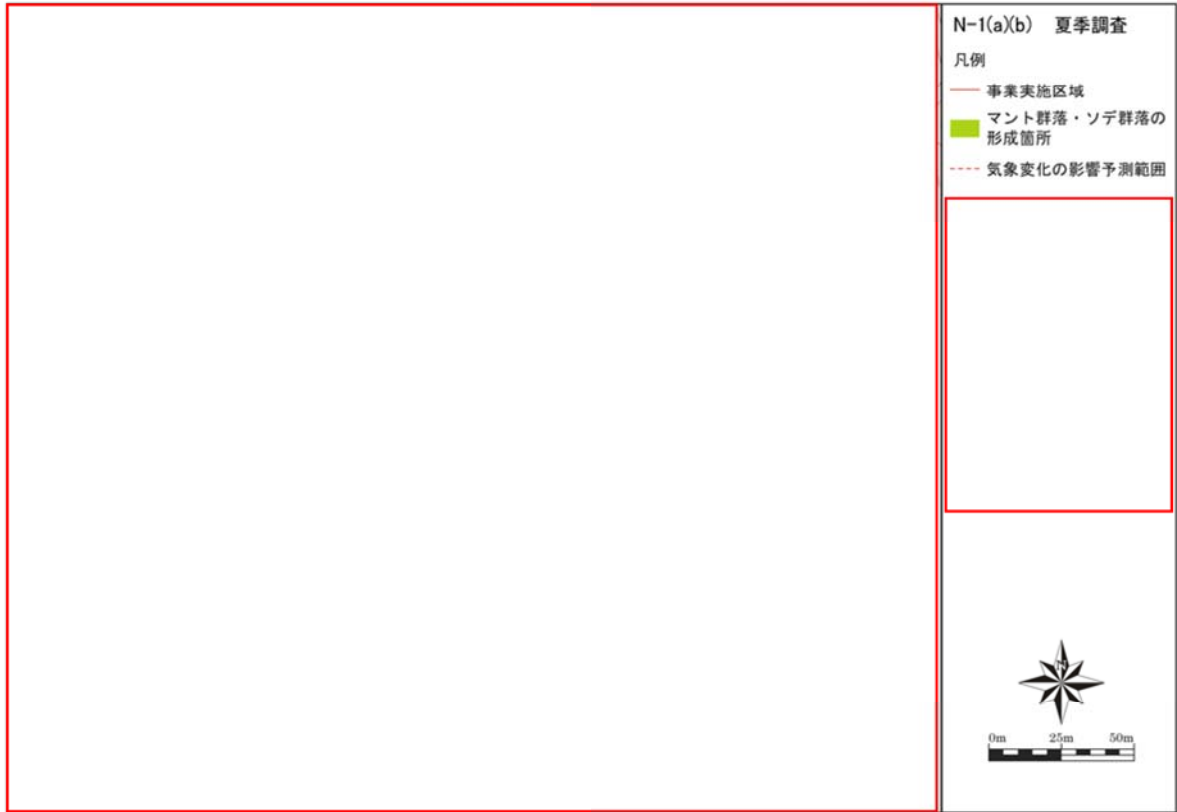 N-1(a)(b) 夏季調査
凡例
事業実施区域
マント群落・ソデ群落の
形成箇所
気象変化の影響予測範囲
N
0m 25m 50m